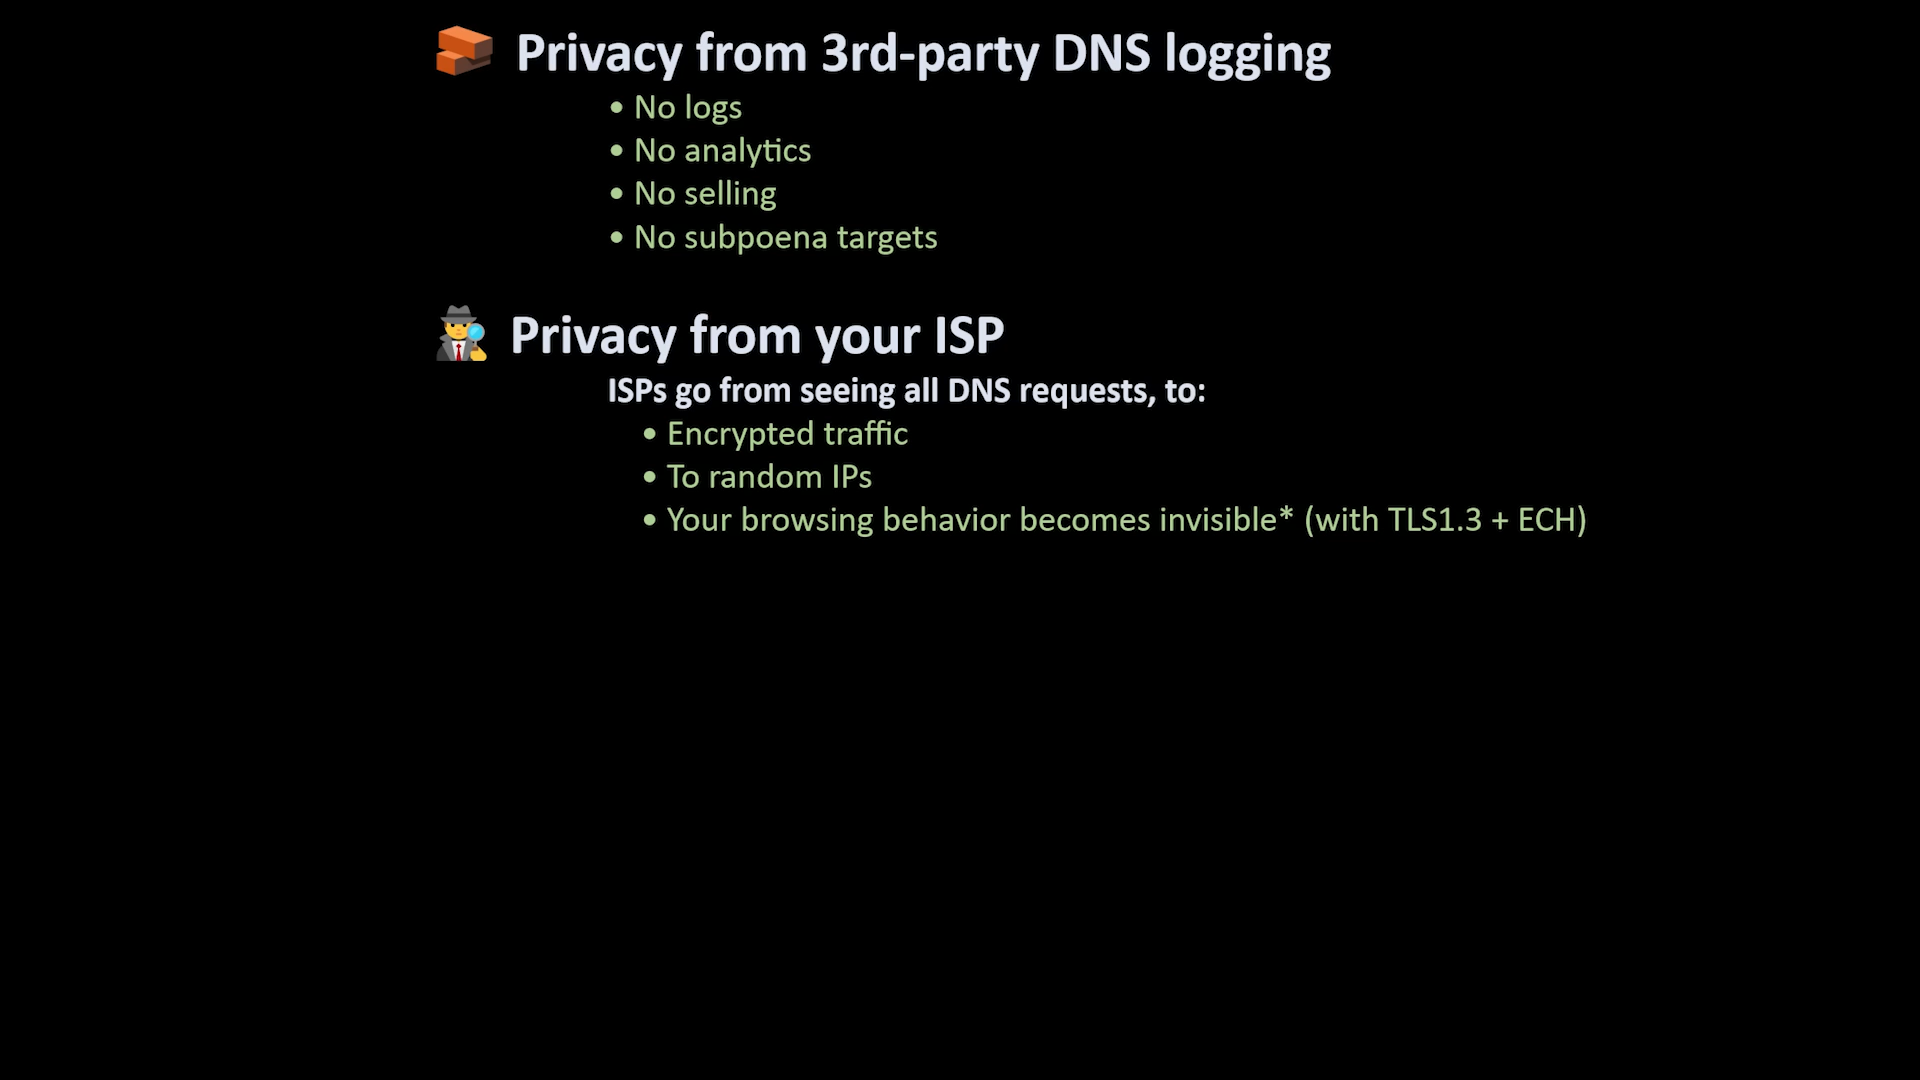 Privacy from 3rd-party DNS logging
• No logs
• No analytics
• No selling
• No subpoena targets
Privacy from your ISP
ISPs go from seeing all DNS requests, to:
• Encrypted traffic
• To random IPs
• Your browsing behavior becomes invisible* (with TLS1.3 + ECH)